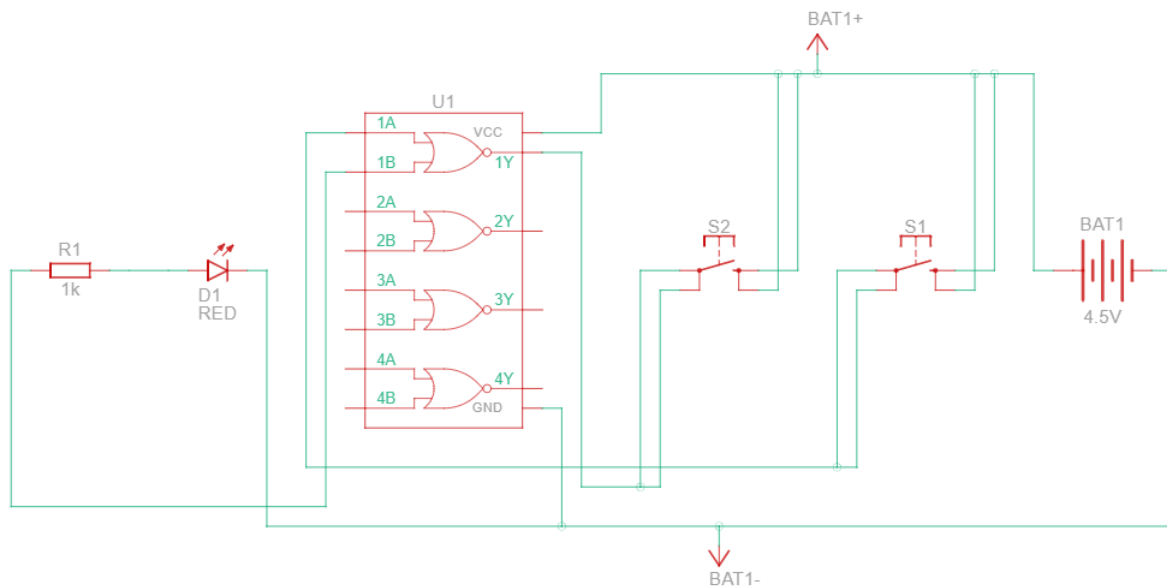 BAT1+
U1
1A
VCC
1B
1Y
2A
2Y
2B
3A
3Y
3B
4A
4Y
4B
GND
R1
1k
D1
RED
S2
S1
BAT1
4.5V
BAT1-